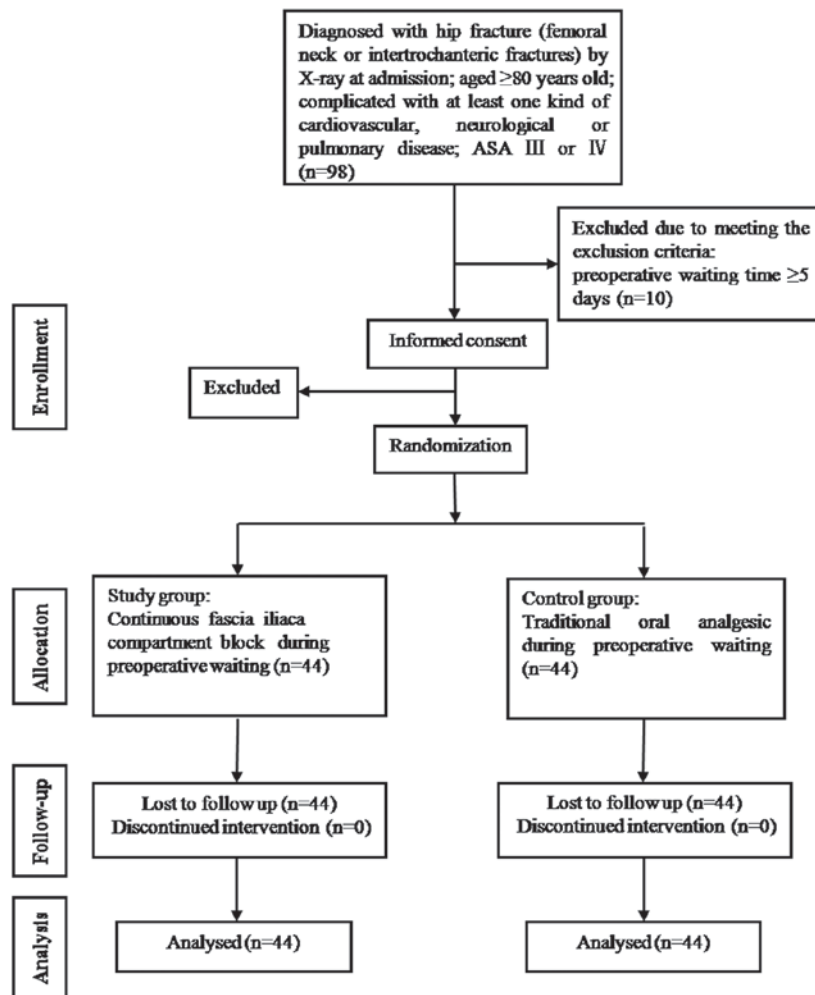 Diagnosed with hip fracture (femoral
neck or intertrochanteric fractures) by
X-ray at admission; aged ≥80 years old;
complicated with at least one kind of
cardiovascular, neurological or
pulmonary disease; ASA III or IV
(n=98)
Excluded due to meeting the
exclusion criteria:
preoperative waiting time ≥5
days (n=10)
Enrollment
Informed consent
Excluded
Randomization
Allocation
Study group:
Continuous fascia iliaca
compartment block during
preoperative waiting (n=44)
Control group:
Traditional oral analgesic
during preoperative waiting
(n=44)
Follow-up
Lost to follow up (n=44)
Discontinued intervention (n=0)
Lost to follow up (n=44)
Discontinued intervention (n=0)
Analysis
Analysed (n=44)
Analysed (n=44)